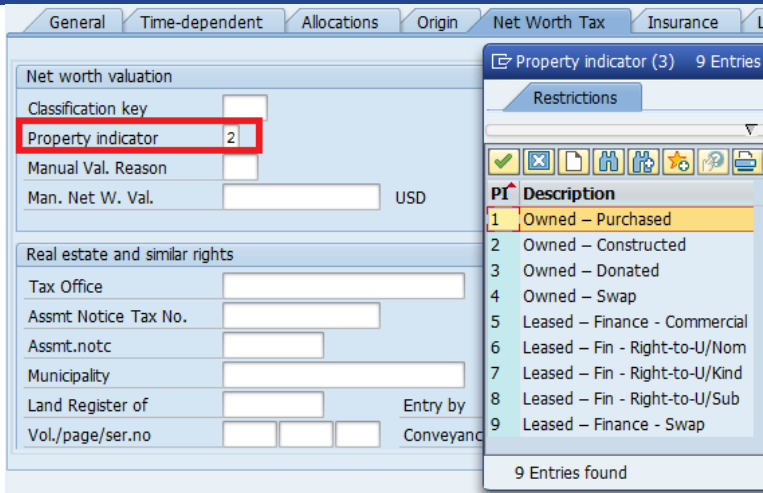 General Time-dependent Allocations Origin Net Worth Tax Insurance L
Net worth valuation
Classification key
Property indicator 2
Manual Val. Reason
Man. Net W. Val. USD
Real estate and similar rights
Tax Office
Assmt Notice Tax No.
Assmt.notc
Municipality
Land Register of Entry by
Vol./page/ser.no Conveyanc
Property indicator (3) 9 Entries
Restrictions
PI Description
1 Owned – Purchased
2 Owned – Constructed
3 Owned – Donated
4 Owned – Swap
5 Leased – Finance - Commercial
6 Leased – Fin - Right-to-U/Nom
7 Leased – Fin - Right-to-U/Kind
8 Leased – Fin - Right-to-U/Sub
9 Leased – Finance - Swap
9 Entries found